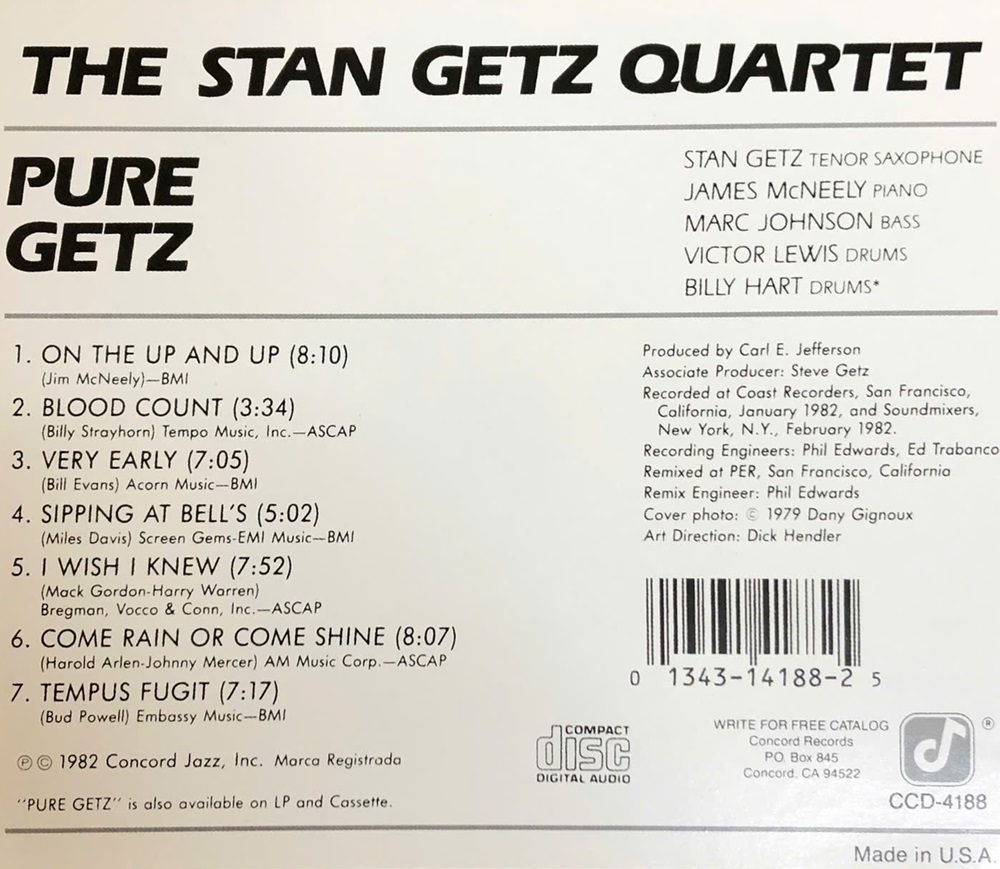 THE STAN GETZ QUARTET
PURE
GETZ
STAN GETZ TENOR SAXOPHONE
JAMES McNEELY PIANO
MARC JOHNSON BASS
VICTOR LEWIS DRUMS
BILLY HART DRUMS*
1. ON THE UP AND UP (8:10)
(Jim McNeely)—BMI
2. BLOOD COUNT (3:34)
(Billy Strayhorn) Tempo Music, Inc.—ASCAP
3. VERY EARLY (7:05)
(Bill Evans) Acorn Music—BMI
4. SIPPING AT BELL'S (5:02)
(Miles Davis) Screen Gems-EMI Music—BMI
5. I WISH I KNEW (7:52)
(Mack Gordon-Harry Warren)
Bregman, Vocco & Conn, Inc.—ASCAP
6. COME RAIN OR COME SHINE (8:07)
(Harold Arlen-Johnny Mercer) AM Music Corp.—ASCAP
7. TEMPUS FUGIT (7:17)
(Bud Powell) Embassy Music—BMI
℗ © 1982 Concord Jazz, Inc. Marca Registrada
"PURE GETZ" is also available on LP and Cassette.
Produced by Carl E. Jefferson
Associate Producer: Steve Getz
Recorded at Coast Recorders, San Francisco,
California, January 1982, and Soundmixers,
New York, N.Y., February 1982.
Recording Engineers: Phil Edwards, Ed Trabanco
Remixed at PER, San Francisco, California
Remix Engineer: Phil Edwards
Cover photo: © 1979 Dany Gignoux
Art Direction: Dick Hendler
0 1343-14188-2 5
COMPACT
disc
DIGITAL AUDIO
WRITE FOR FREE CATALOG
Concord Records
P.O. Box 845
Concord, CA 94522
®
CCD-4188
Made in U.S.A.